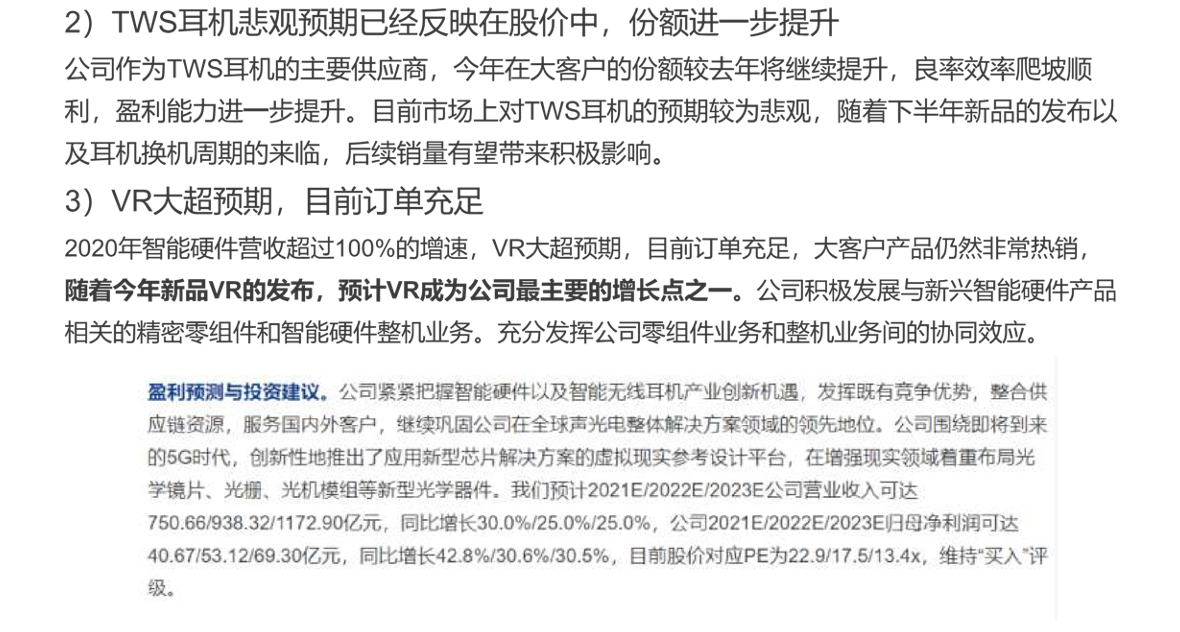 2）TWS耳机悲观预期已经反映在股价中，份额进一步提升
公司作为TWS耳机的主要供应商，今年在大客户的份额较去年将继续提升，良率效率爬坡顺
利，盈利能力进一步提升。目前市场上对TWS耳机的预期较为悲观，随着下半年新品的发布以
及耳机换机周期的来临，后续销量有望带来积极影响。
3）VR大超预期，目前订单充足
2020年智能硬件营收超过100%的增速，VR大超预期，目前订单充足，大客户产品仍然非常热销，
随着今年新品VR的发布，预计VR成为公司最主要的增长点之一。公司积极发展与新兴智能硬件产品
相关的精密零组件和智能硬件整机业务。充分发挥公司零组件业务和整机业务间的协同效应。
盈利预测与投资建议。公司紧紧把握智能硬件以及智能无线耳机产业创新机遇，发挥既有竞争优势，整合供
应链资源，服务国内外客户，继续巩固公司在全球声光电整体解决方案领域的领先地位。公司围绕即将到来
的5G时代，创新性地推出了应用新型芯片解决方案的虚拟现实参考设计平台，在增强现实领域着重布局光
学镜片、光栅、光机模组等新型光学器件。我们预计2021E/2022E/2023E公司营业收入可达
750.66/938.32/1172.90亿元，同比增长30.0%/25.0%/25.0%，公司2021E/2022E/2023E归母净利润可达
40.67/53.12/69.30亿元，同比增长42.8%/30.6%/30.5%，目前股价对应PE为22.9/17.5/13.4x，维持“买入”评
级。